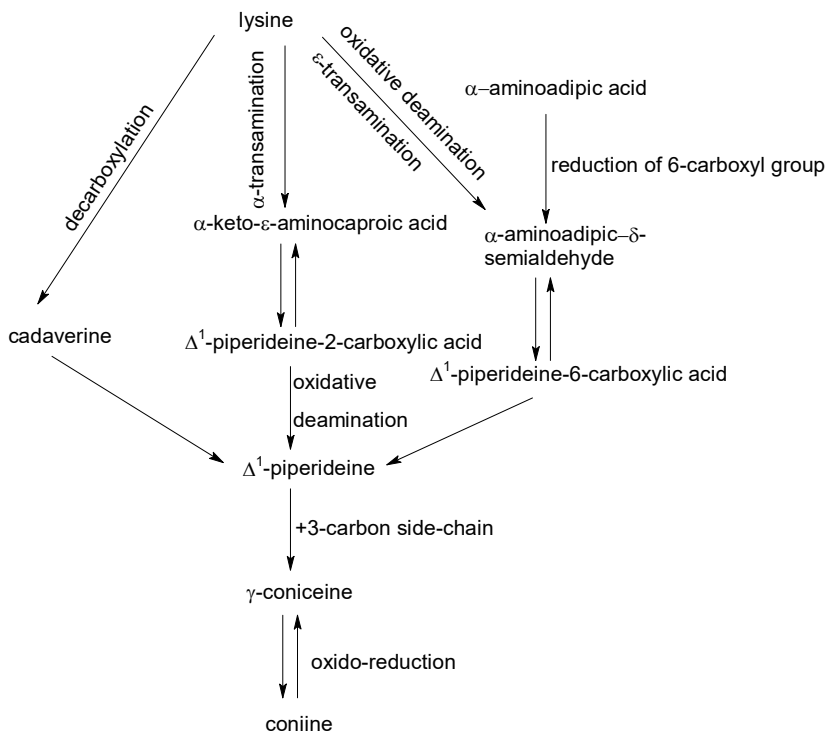 lysine
oxidative deamination
ε-transamination
α-transamination
decarboxylation
α–aminoadipic acid
reduction of 6-carboxyl group
α-keto-ε-aminocaproic acid
α-aminoadipic–δ-
semialdehyde
cadaverine
Δ¹-piperideine-2-carboxylic acid
Δ¹-piperideine-6-carboxylic acid
oxidative
deamination
Δ¹-piperideine
+3-carbon side-chain
γ-coniceine
oxido-reduction
coniine